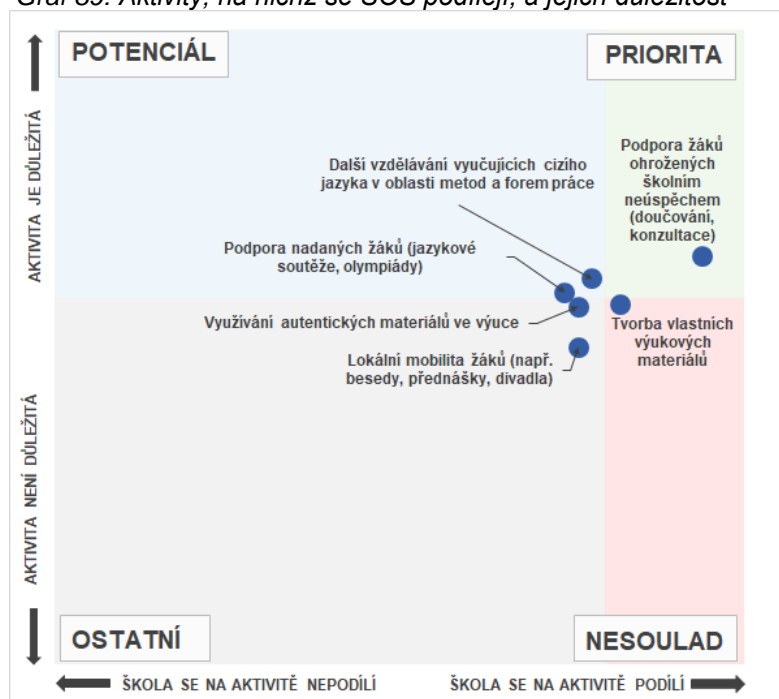 Graf 89: Aktivity, na nichž se SOŠ podílejí, a jejich důležitost
POTENCIÁL
PRIORITA
AKTIVITA JE DŮLEŽITÁ
Další vzdělávání vyučujících cizího
jazyka v oblasti metod a forem práce
Podpora žáků
ohrožených
školním
neúspěchem
(doučování,
konzultace)
Podpora nadaných žáků (jazykové
soutěže, olympiády)
Využívání autentických materiálů ve výuce
Tvorba vlastních
výukových
materiálů
Lokální mobilita žáků (např.
besedy, přednášky, divadla)
AKTIVITA NENÍ DŮLEŽITÁ
OSTATNÍ
NESOULAD
ŠKOLA SE NA AKTIVITĚ NEPODÍLÍ
ŠKOLA SE NA AKTIVITĚ PODÍLÍ